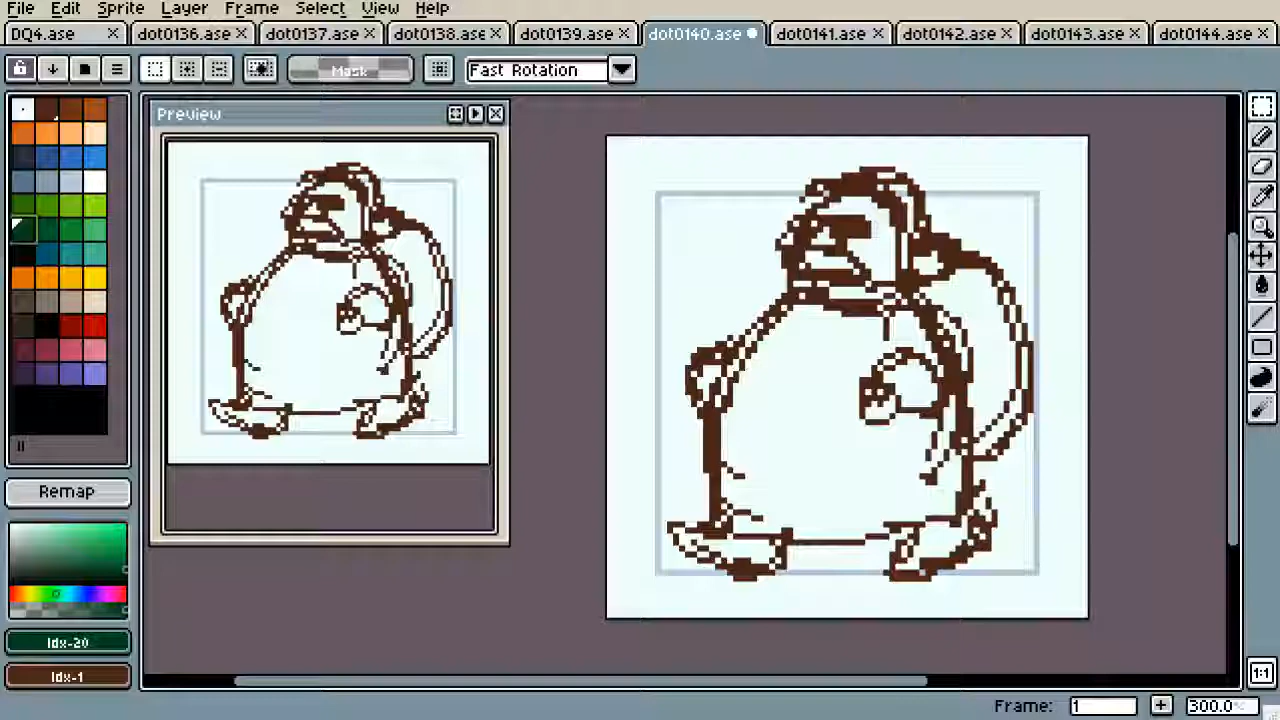 File Edit Sprite Layer Frame Select View Help
DQ4.ase dot0136.ase dot0137.ase dot0138.ase dot0139.ase dot0140.ase dot0141.ase dot0142.ase dot0143.ase dot0144.ase
Mask Fast Rotation
Preview
Remap
Idx-20
Idx-1
1:1
Frame: 1 300.0%